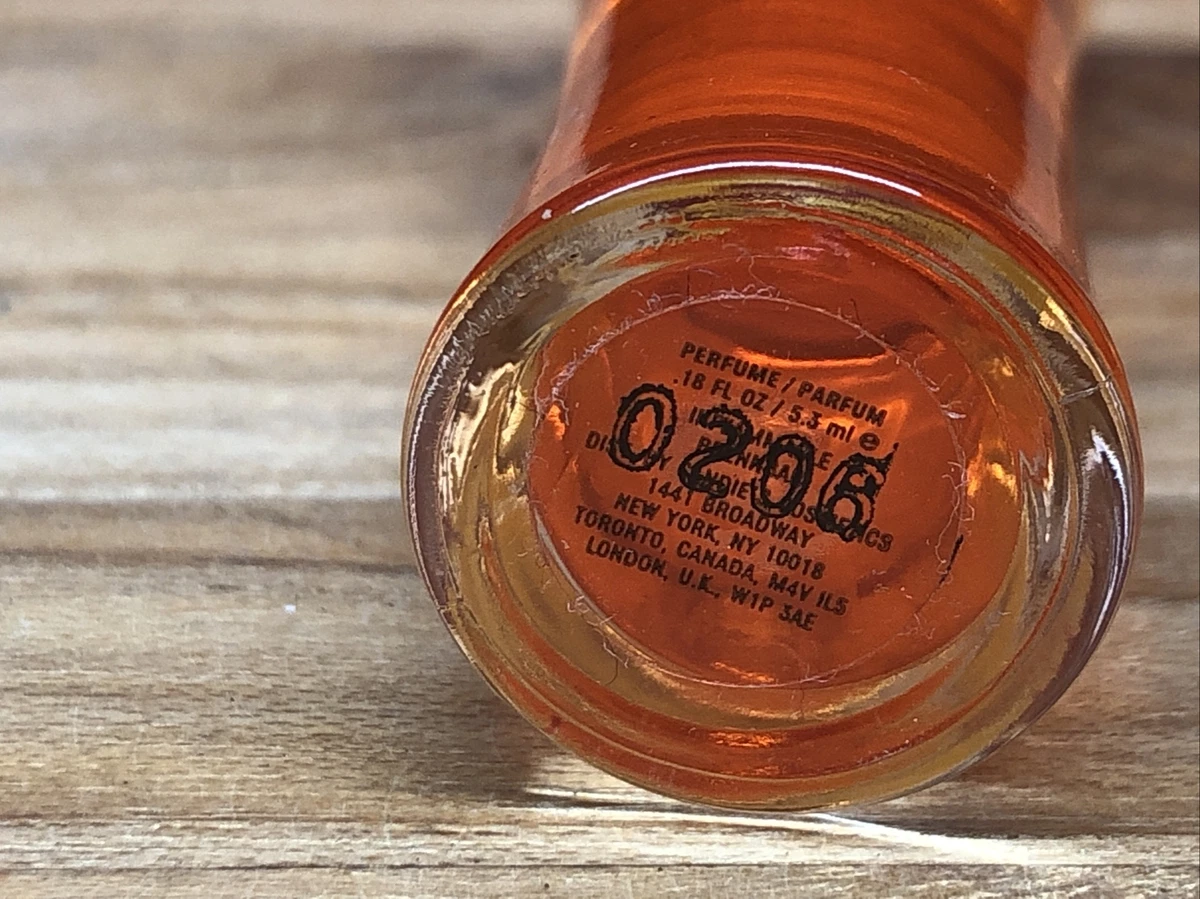 PERFUME / PARFUM
.18 FL OZ / 5.3 ml e
0206
1441 BROADWAY
NEW YORK, NY 10018
TORONTO, CANADA, M4V IL5
LONDON, U.K., W1P 3AE